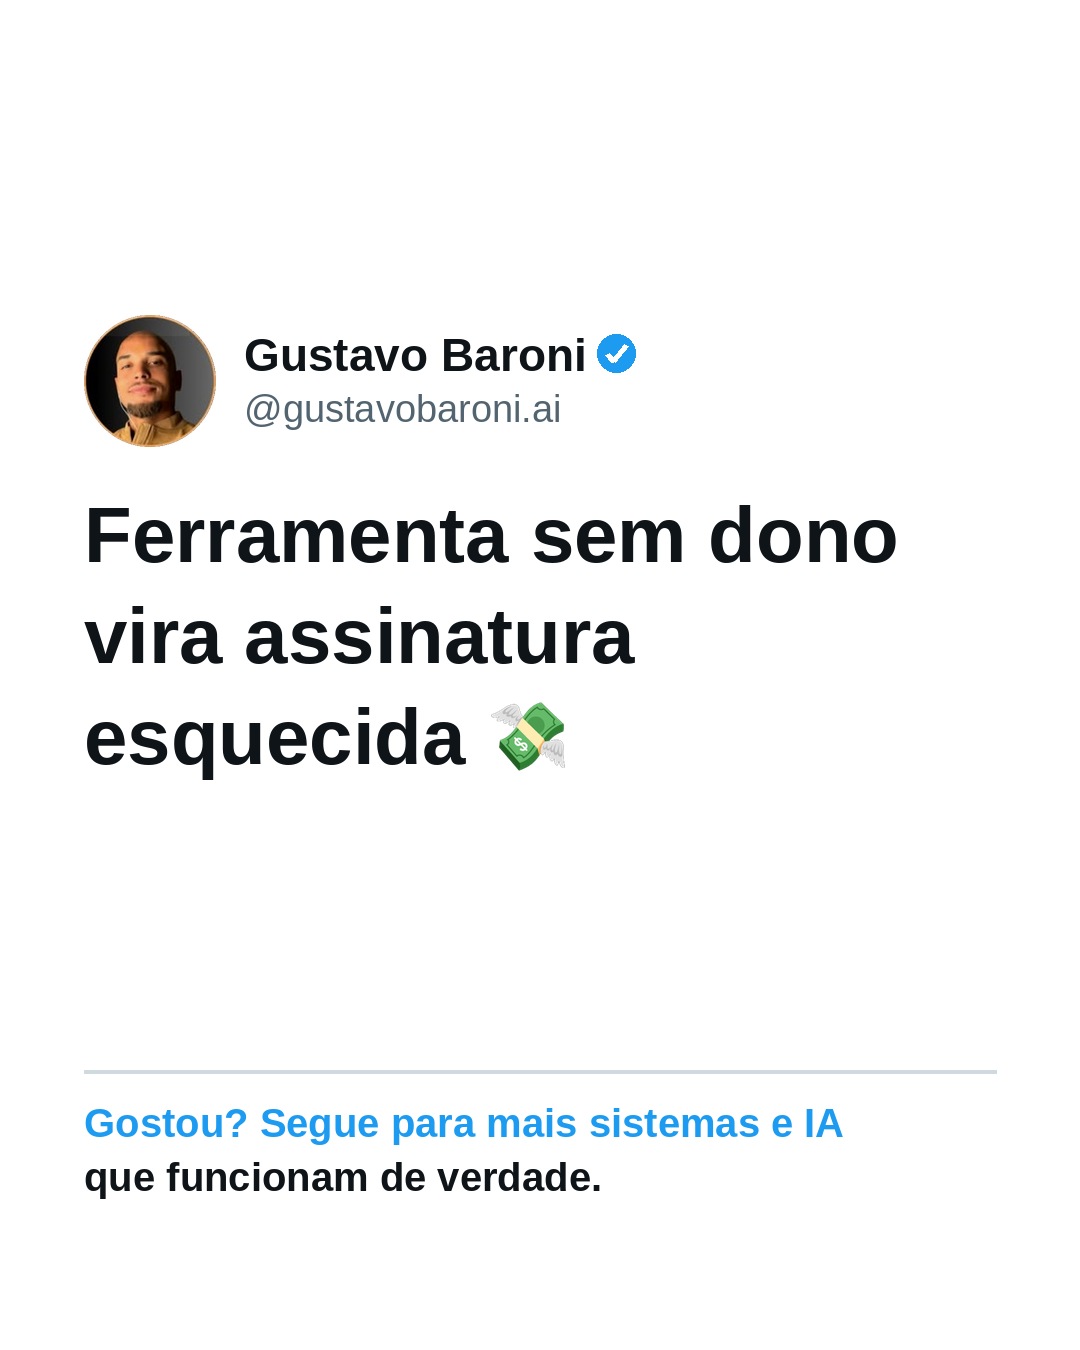 Gustavo Baroni
@gustavobaroni.ai
Ferramenta sem dono
vira assinatura
esquecida 💸
Gostou? Segue para mais sistemas e IA
que funcionam de verdade.